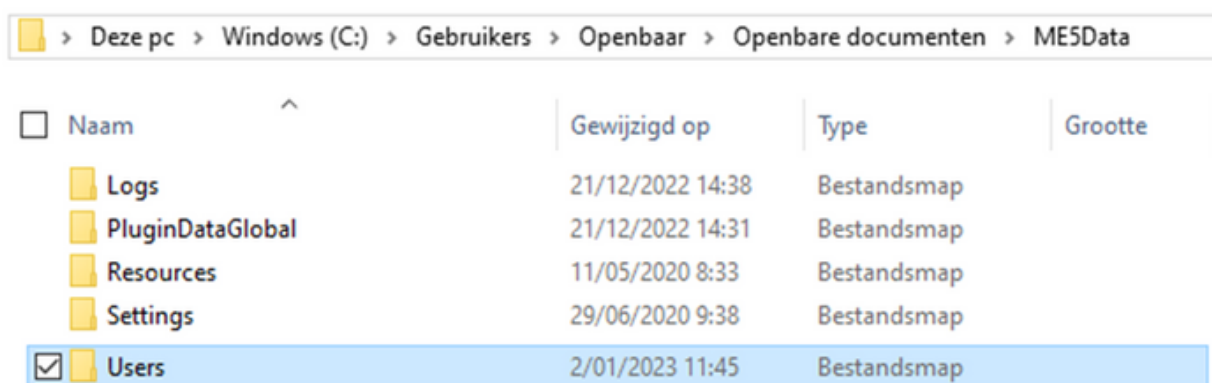 > Deze pc > Windows (C:) > Gebruikers > Openbaar > Openbare documenten > ME5Data
Naam Gewijzigd op Type Grootte
Logs 21/12/2022 14:38 Bestandsmap
PluginDataGlobal 21/12/2022 14:31 Bestandsmap
Resources 11/05/2020 8:33 Bestandsmap
Settings 29/06/2020 9:38 Bestandsmap
Users 2/01/2023 11:45 Bestandsmap